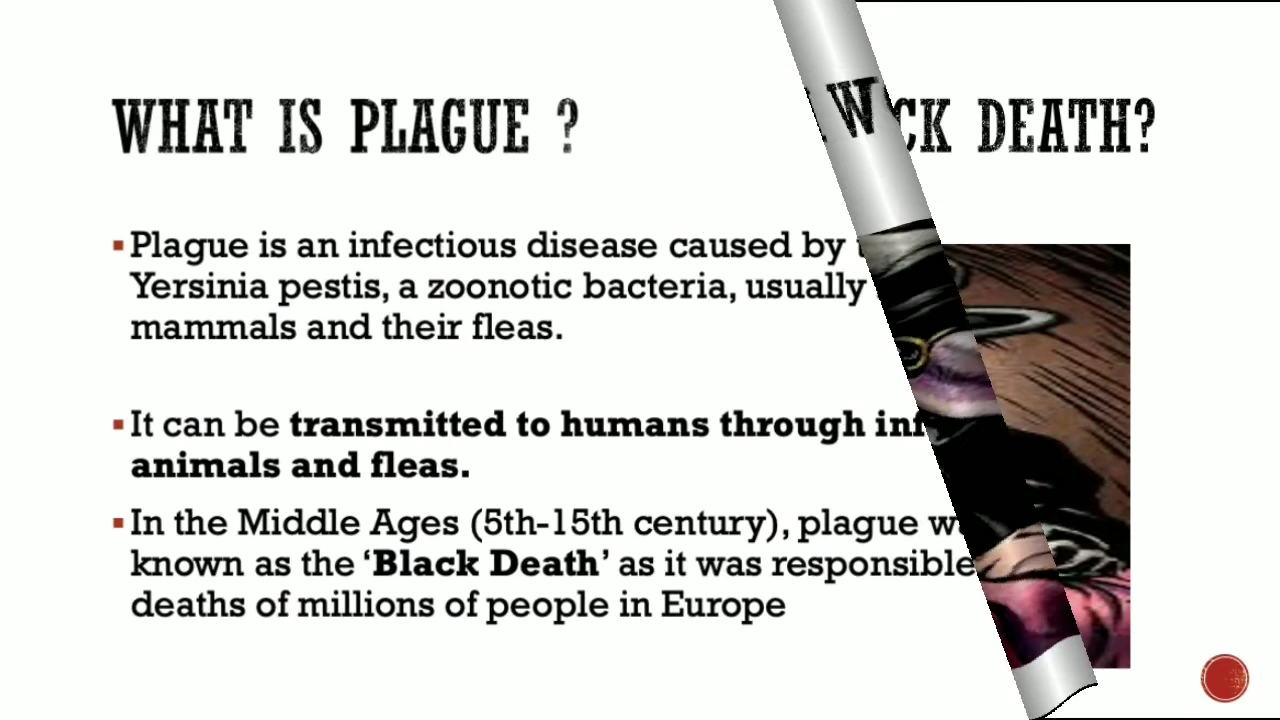 WHAT IS PLAGUE ?
W CK DEATH?
▪Plague is an infectious disease caused by
Yersinia pestis, a zoonotic bacteria, usually
mammals and their fleas.
▪It can be transmitted to humans through
animals and fleas.
▪In the Middle Ages (5th-15th century), plague
known as the ‘Black Death’ as it was responsible
deaths of millions of people in Europe